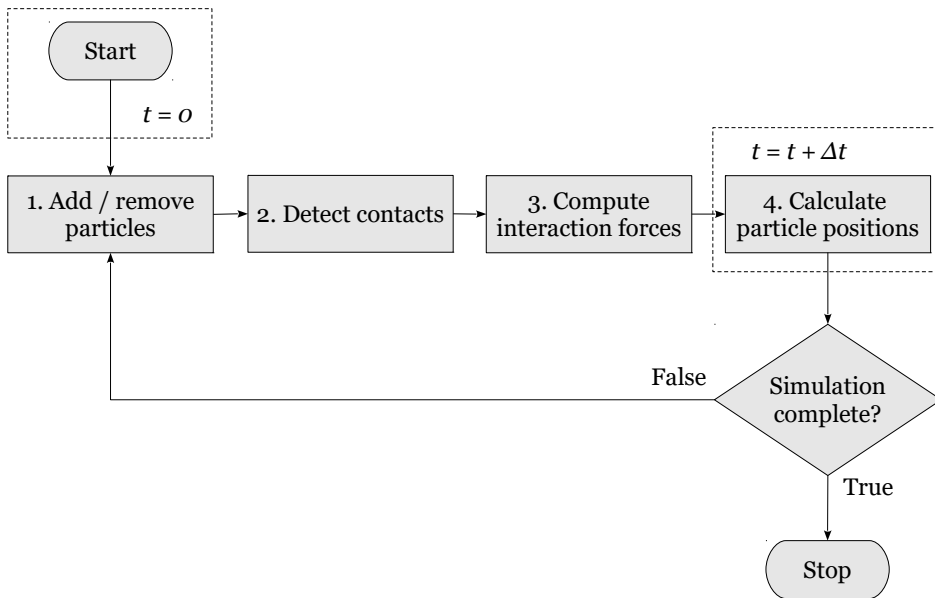 Start
t = 0
1. Add / remove
particles
2. Detect contacts
3. Compute
interaction forces
t = t + Δt
4. Calculate
particle positions
False
Simulation
complete?
True
Stop